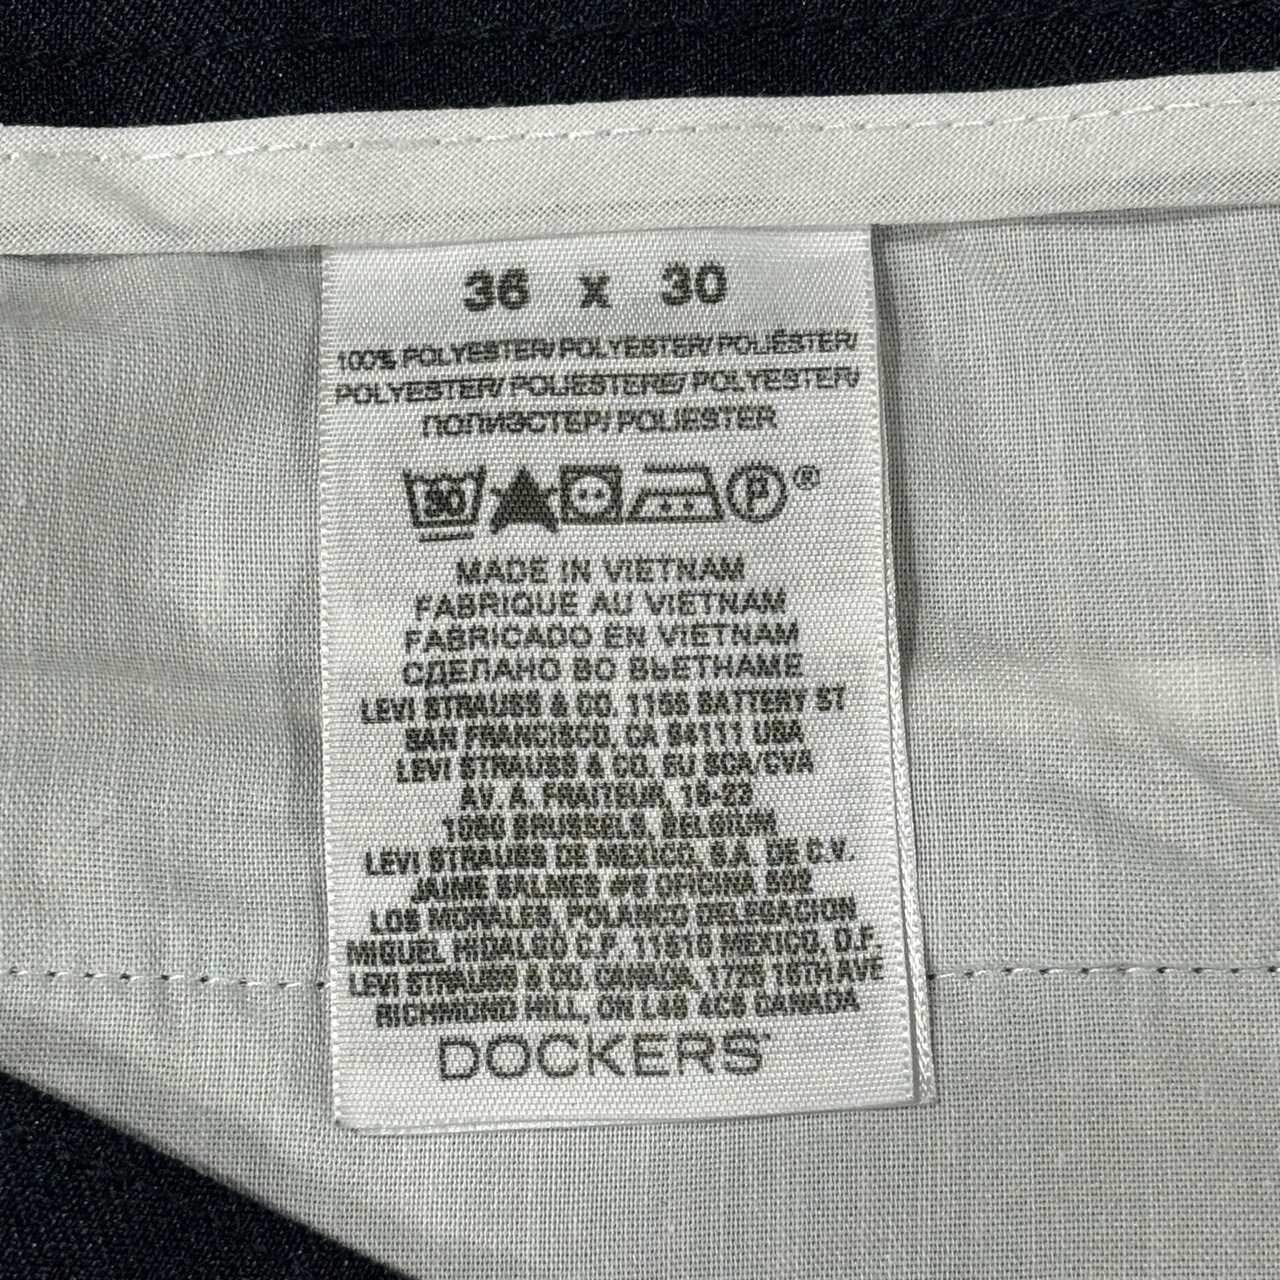 36 x 30
100% POLYESTER/POLYESTER/POLIÉSTER/
POLYESTER/POLIESTERE/POLYESTER/
ПОЛИЭСТЕР/POLIESTER
30 P ®
MADE IN VIETNAM
FABRIQUE AU VIETNAM
FABRICADO EN VIETNAM
СДЕЛАНО ВО ВЬЕТНАМЕ
LEVI STRAUSS & CO. 1155 BATTERY ST
SAN FRANCISCO, CA 94111 USA
LEVI STRAUSS & CO. EU SCA/CVA
AV. A. FRAITEUR, 15-23
1050 BRUSSELS, BELGIUM
LEVI STRAUSS DE MEXICO, S.A. DE C.V.
JAIME BALMES #8 OFICINA 602
LOS MORALES, POLANCO DELEGACION
MIGUEL HIDALGO C.P. 11510 MEXICO, D.F.
LEVI STRAUSS & CO. CANADA, 1725 16TH AVE
RICHMOND HILL, ON L4B 4C6 CANADA
DOCKERS